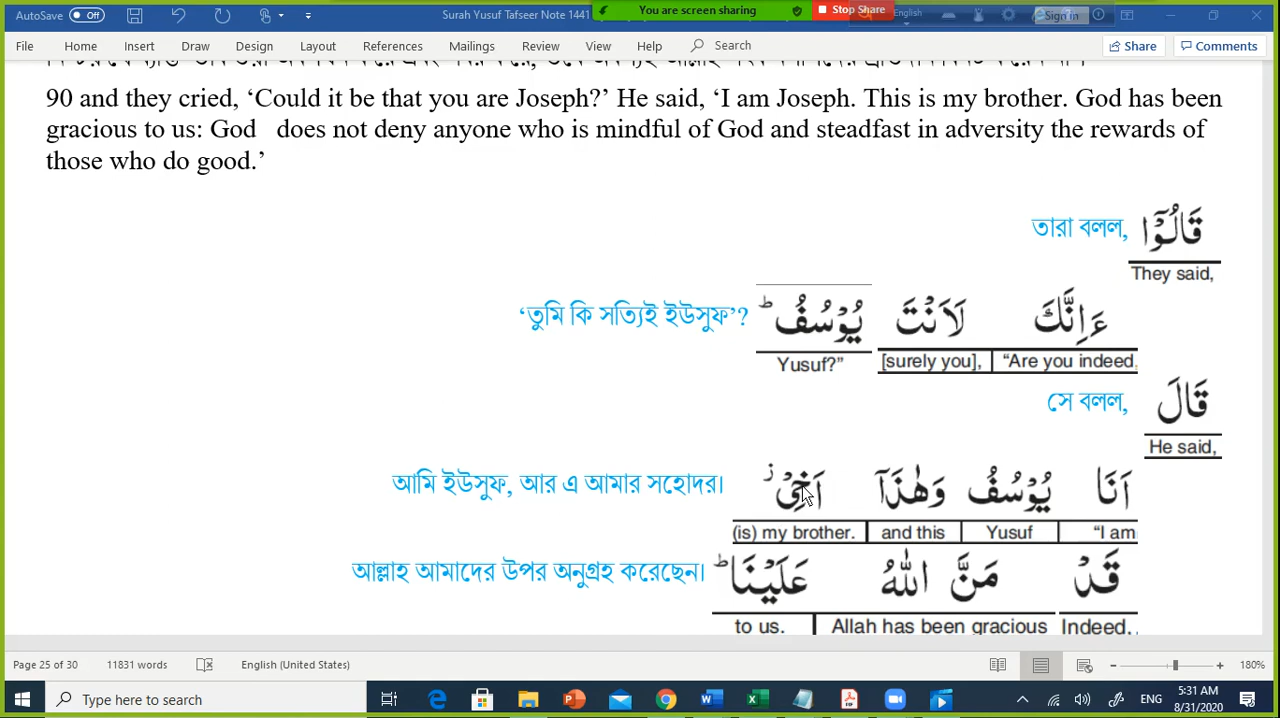 AutoSave Off Surah Yusuf Tafseer Note 1441 You are screen sharing Stop Share English Sign in
File Home Insert Draw Design Layout References Mailings Review View Help Search Share Comments
90 and they cried, ‘Could it be that you are Joseph?’ He said, ‘I am Joseph. This is my brother. God has been
gracious to us: God does not deny anyone who is mindful of God and steadfast in adversity the rewards of
those who do good.’
তারা বলল, قَالُوْٓا
They said,
‘তুমি কি সত্যিই ইউসুফ’? ءَاِنَّكَ لَاَنْتَ يُوْسُفُ ؕ
Yusuf?” [surely you], “Are you indeed,
সে বলল, قَالَ
He said,
আমি ইউসুফ, আর এ আমার সহোদর। اَنَا يُوْسُفُ وَهٰذَآ اَخِيْ ز
(is) my brother. and this Yusuf “I am
আল্লাহ আমাদের উপর অনুগ্রহ করেছেন। قَدْ مَنَّ اللّٰهُ عَلَيْنَا ؕ
to us. Allah has been gracious Indeed,
Page 25 of 30 11831 words English (United States) 180%
Type here to search ENG 5:31 AM
8/31/2020